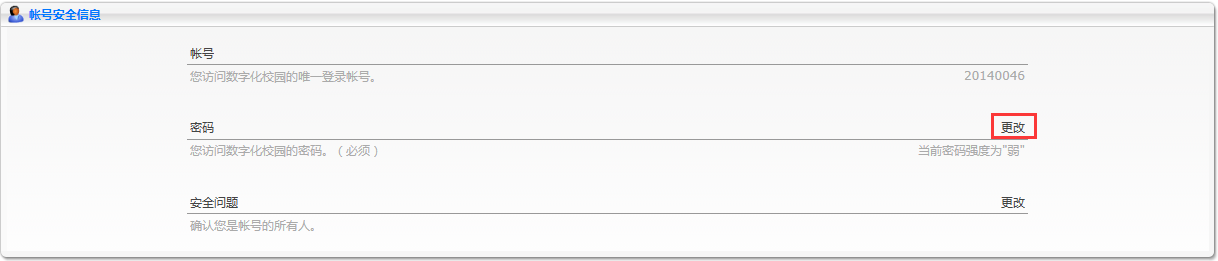 帐号安全信息
帐号
您访问数字化校园的唯一登录帐号。 20140046
密码 更改
您访问数字化校园的密码。（必须） 当前密码强度为"弱"
安全问题 更改
确认您是帐号的所有人。